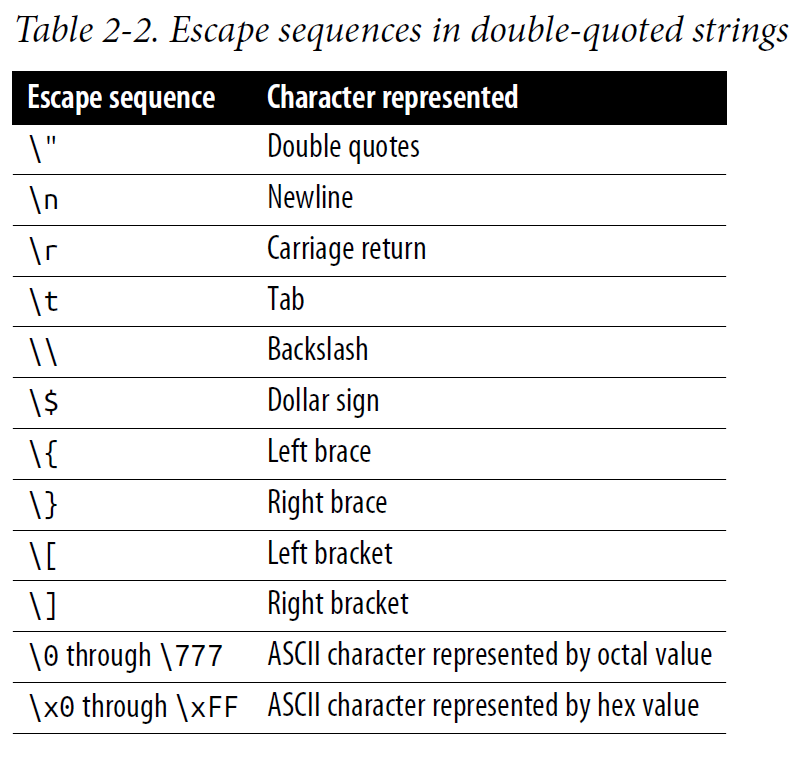 Table 2-2. Escape sequences in double-quoted strings
Escape sequence Character represented
\" Double quotes
\n Newline
\r Carriage return
\t Tab
\\ Backslash
\$ Dollar sign
\{ Left brace
\} Right brace
\[ Left bracket
\] Right bracket
\0 through \777 ASCII character represented by octal value
\x0 through \xFF ASCII character represented by hex value